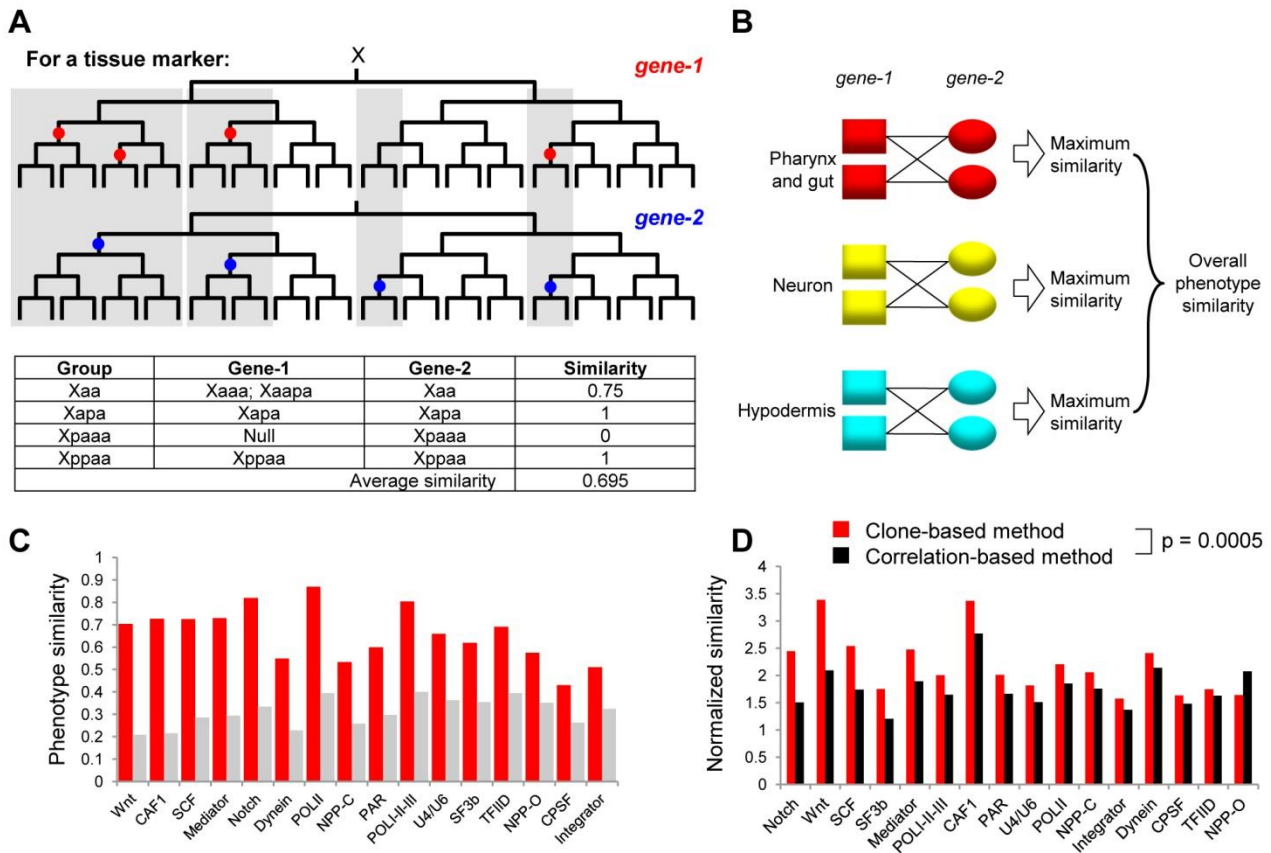 A
For a tissue marker:
X
gene-1
gene-2
Group Gene-1 Gene-2 Similarity
Xaa Xaaa; Xaapa Xaa 0.75
Xapa Xapa Xapa 1
Xpaaa Null Xpaaa 0
Xppaa Xppaa Xppaa 1
Average similarity 0.695
B
gene-1 gene-2
Pharynx
and gut
Maximum
similarity
Neuron
Maximum
similarity
Hypodermis
Maximum
similarity
Overall
phenotype
similarity
C
Phenotype similarity
1
0.9
0.8
0.7
0.6
0.5
0.4
0.3
0.2
0.1
0
Wnt
CAF1
SCF
Mediator
Notch
Dynein
POLII
NPP-C
PAR
POLI-II-III
U4/U6
SF3b
TFIID
NPP-O
CPSF
Integrator
D
Clone-based method
Correlation-based method
p = 0.0005
Normalized similarity
4
3.5
3
2.5
2
1.5
1
0.5
0
Notch
Wnt
SCF
SF3b
Mediator
POLI-II-III
CAF1
PAR
U4/U6
POLII
NPP-C
Integrator
Dynein
CPSF
TFIID
NPP-O